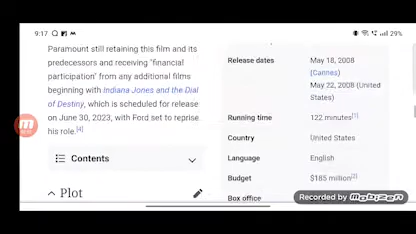 9:17
29%
Paramount still retaining this film and its
predecessors and receiving "financial
participation" from any additional films
beginning with Indiana Jones and the Dial
of Destiny, which is scheduled for release
on June 30, 2023, with Ford set to reprise
his role.[4]
Contents
Plot
Release dates May 18, 2008
(Cannes)
May 22, 2008 (United
States)
Running time 122 minutes[1]
Country United States
Language English
Budget $185 million[2]
Box office
Recorded by mobizen